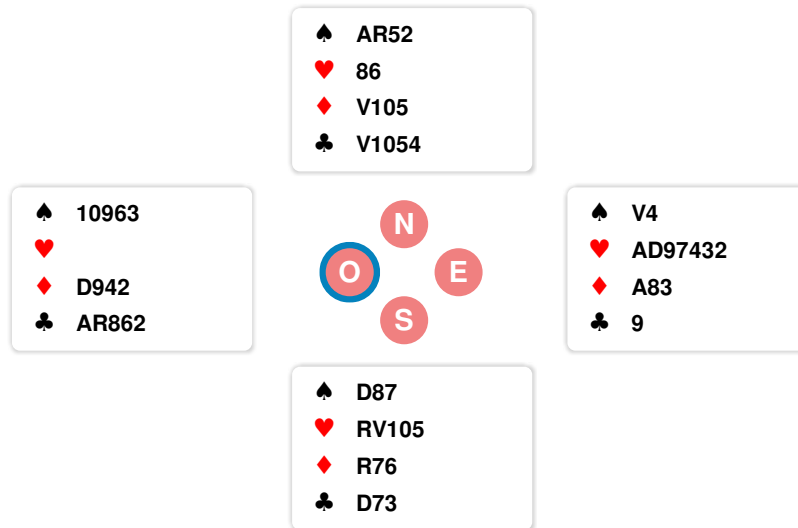 ♠ AR52
♥ 86
♦ V105
♣ V1054
♠ 10963
♥
♦ D942
♣ AR862
N
O E
S
♠ V4
♥ AD97432
♦ A83
♣ 9
♠ D87
♥ RV105
♦ R76
♣ D73